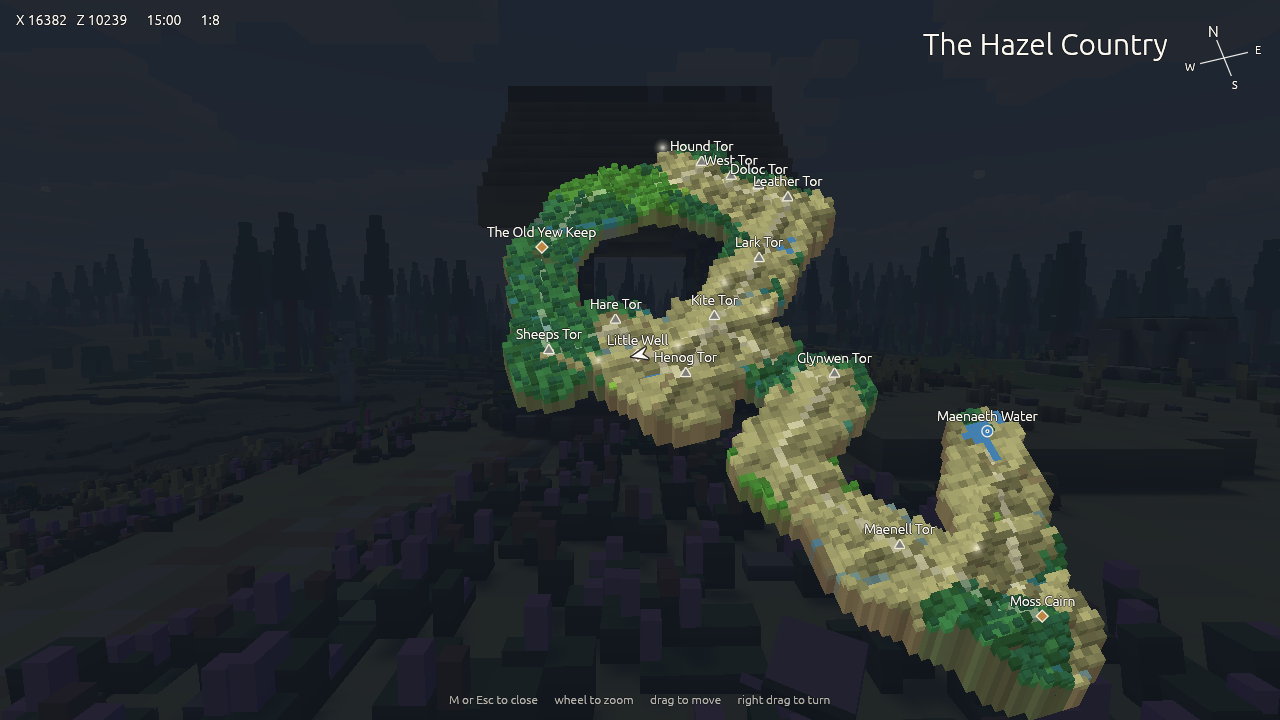 X 16382 Z 10239 15:00 1:8
The Hazel Country
N
E
W
S
Hound Tor
West Tor
Doloc Tor
Leather Tor
The Old Yew Keep
Lark Tor
Hare Tor
Kite Tor
Sheeps Tor
Little Well
Henog Tor
Glynwen Tor
Maenaeth Water
Maenell Tor
Moss Cairn
M or Esc to close wheel to zoom drag to move right drag to turn